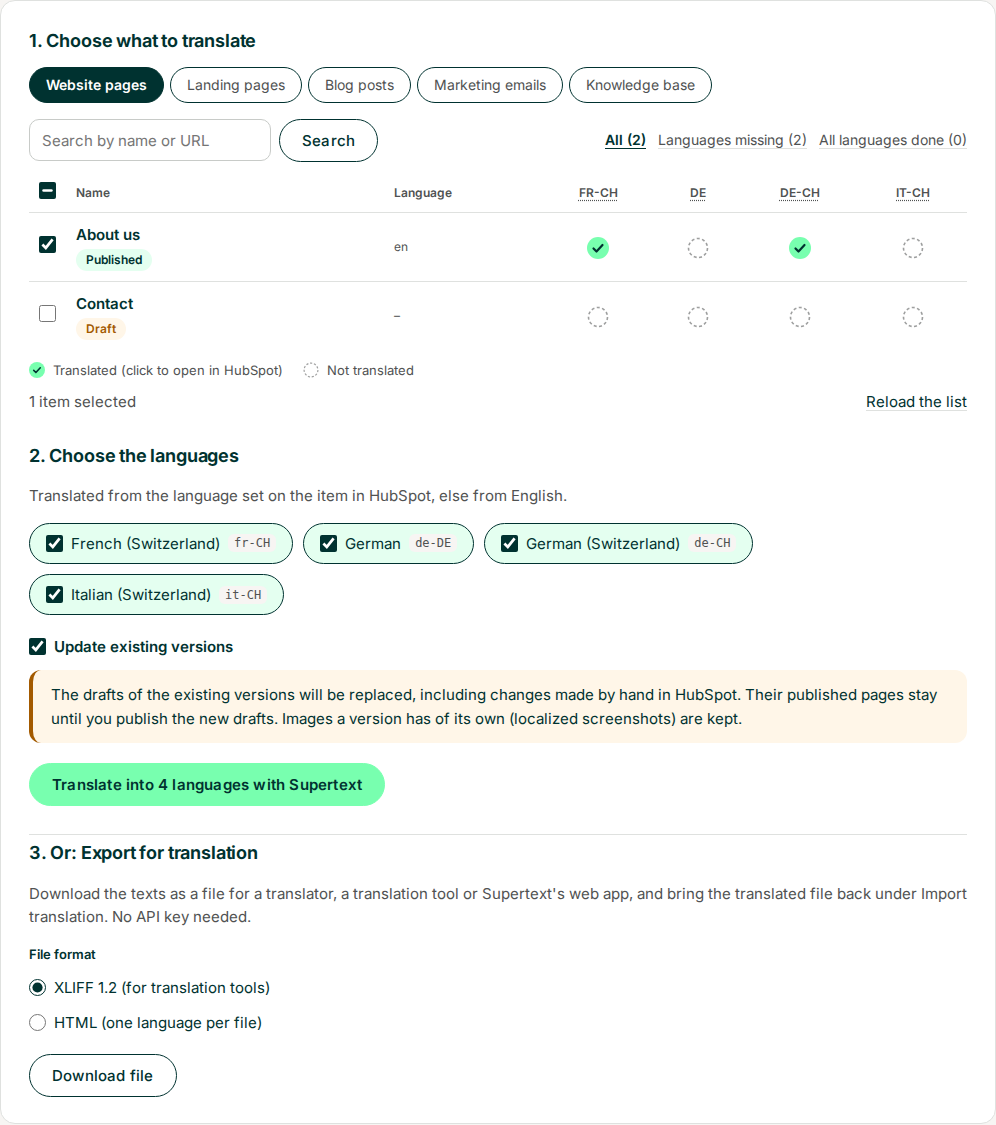 1. Choose what to translate
Website pages
Landing pages
Blog posts
Marketing emails
Knowledge base
Search by name or URL
Search
All (2)
Languages missing (2)
All languages done (0)
Name
Language
FR-CH
DE
DE-CH
IT-CH
About us
Published
en
Contact
Draft
–
Translated (click to open in HubSpot)
Not translated
1 item selected
Reload the list
2. Choose the languages
Translated from the language set on the item in HubSpot, else from English.
French (Switzerland) fr-CH
German de-DE
German (Switzerland) de-CH
Italian (Switzerland) it-CH
Update existing versions
The drafts of the existing versions will be replaced, including changes made by hand in HubSpot. Their published pages stay
until you publish the new drafts. Images a version has of its own (localized screenshots) are kept.
Translate into 4 languages with Supertext
3. Or: Export for translation
Download the texts as a file for a translator, a translation tool or Supertext's web app, and bring the translated file back under Import
translation. No API key needed.
File format
XLIFF 1.2 (for translation tools)
HTML (one language per file)
Download file